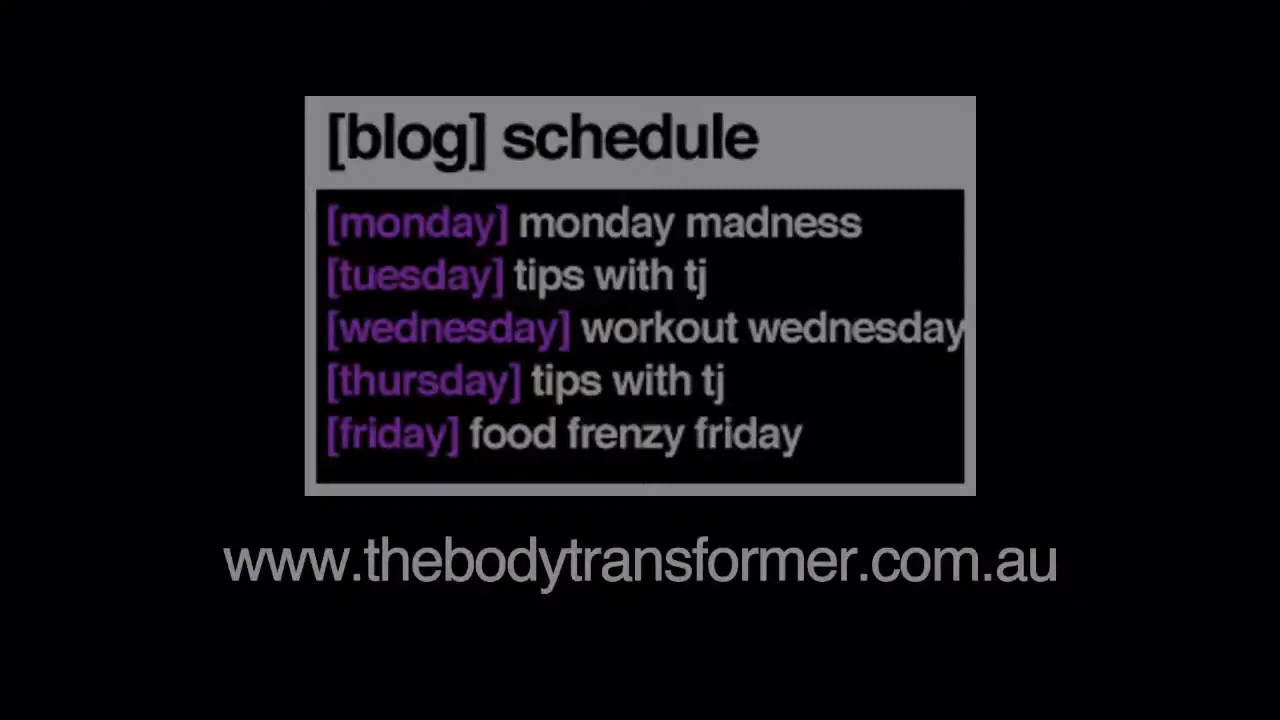 [blog] schedule
[monday] monday madness
[tuesday] tips with tj
[wednesday] workout wednesday
[thursday] tips with tj
[friday] food frenzy friday
www.thebodytransformer.com.au